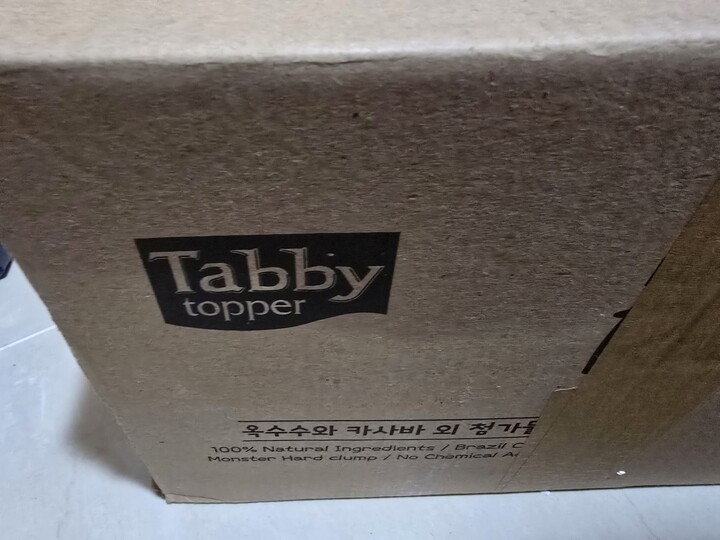 Tabby
topper
옥수수와 카사바 외 첨가물
100% Natural Ingredients / Brazil
Monster Hard clump / No Chemical